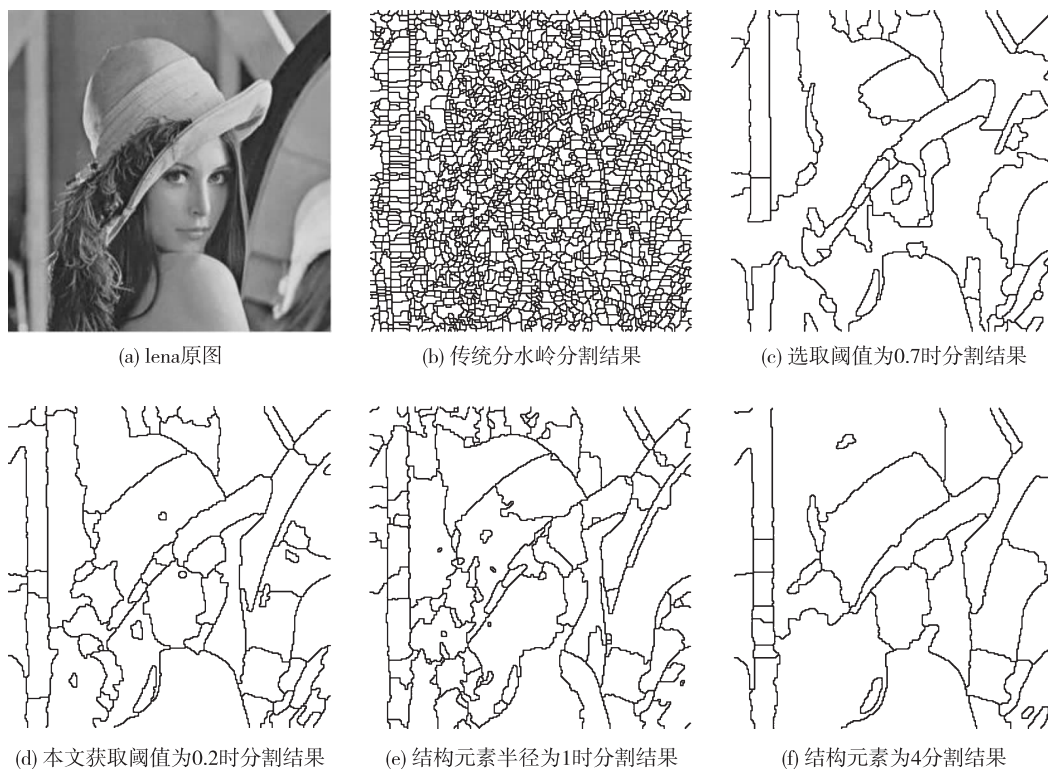 (a) lena原图
(b) 传统分水岭分割结果
(c) 选取阈值为0.7时分割结果
(d) 本文获取阈值为0.2时分割结果
(e) 结构元素半径为1时分割结果
(f) 结构元素为4分割结果